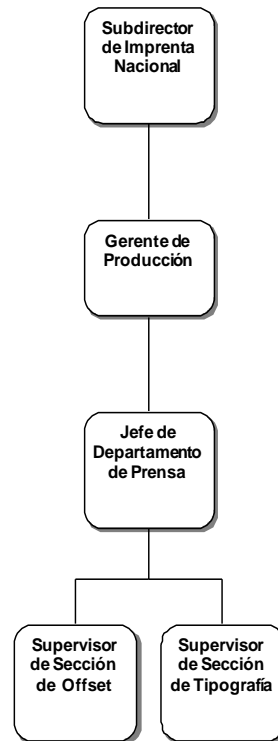 Subdirector
de Imprenta
Nacional
Gerente de
Producción
Jefe de
Departamento
de Prensa
Supervisor
de Sección
de Offset
Supervisor
de Sección
de Tipografía